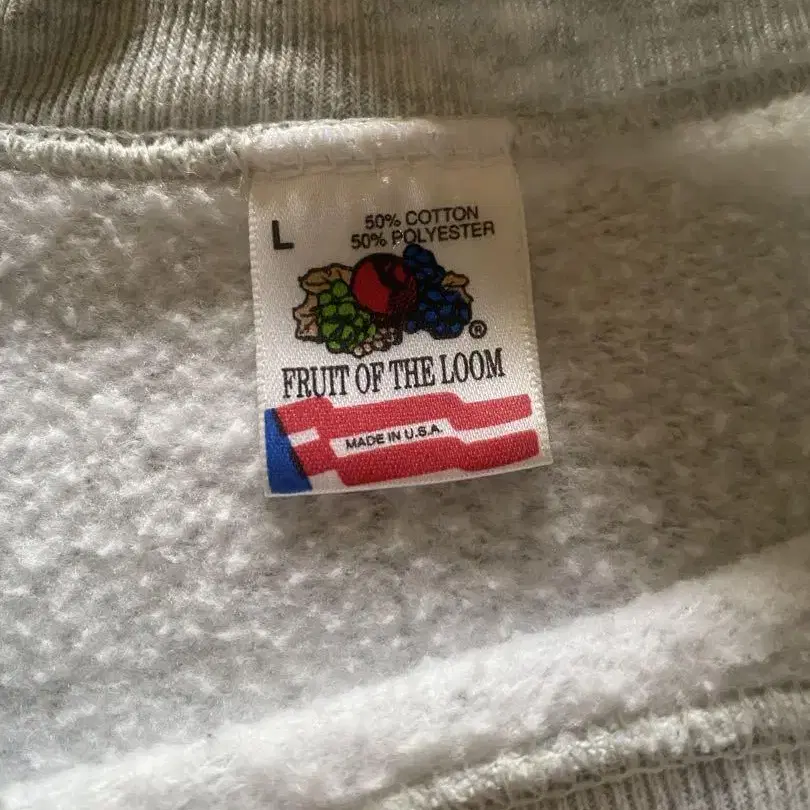 L
50% COTTON
50% POLYESTER
®
FRUIT OF THE LOOM
MADE IN U.S.A.